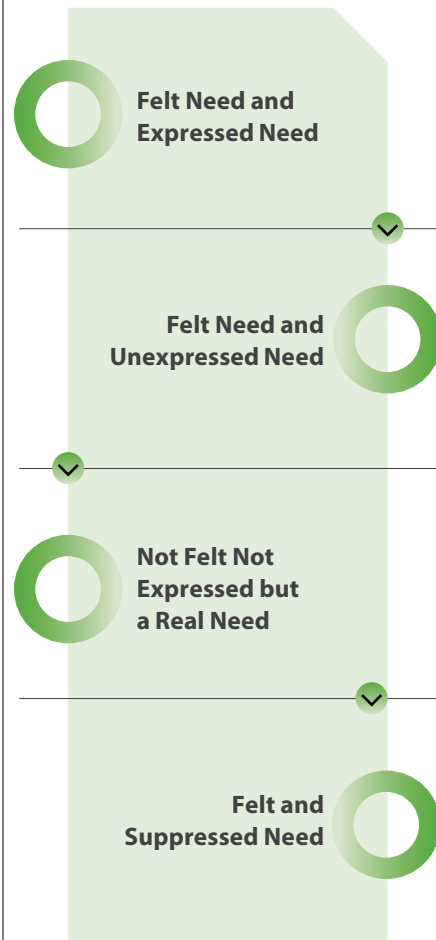 Felt Need and
Expressed Need
Felt Need and
Unexpressed Need
Not Felt Not
Expressed but
a Real Need
Felt and
Suppressed Need